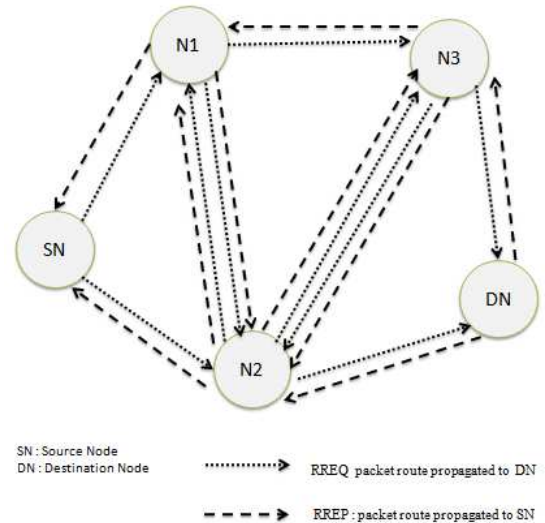 N1
N3
SN
DN
N2
SN : Source Node
DN : Destination Node
RREQ packet route propagated to DN
RREP : packet route propagated to SN